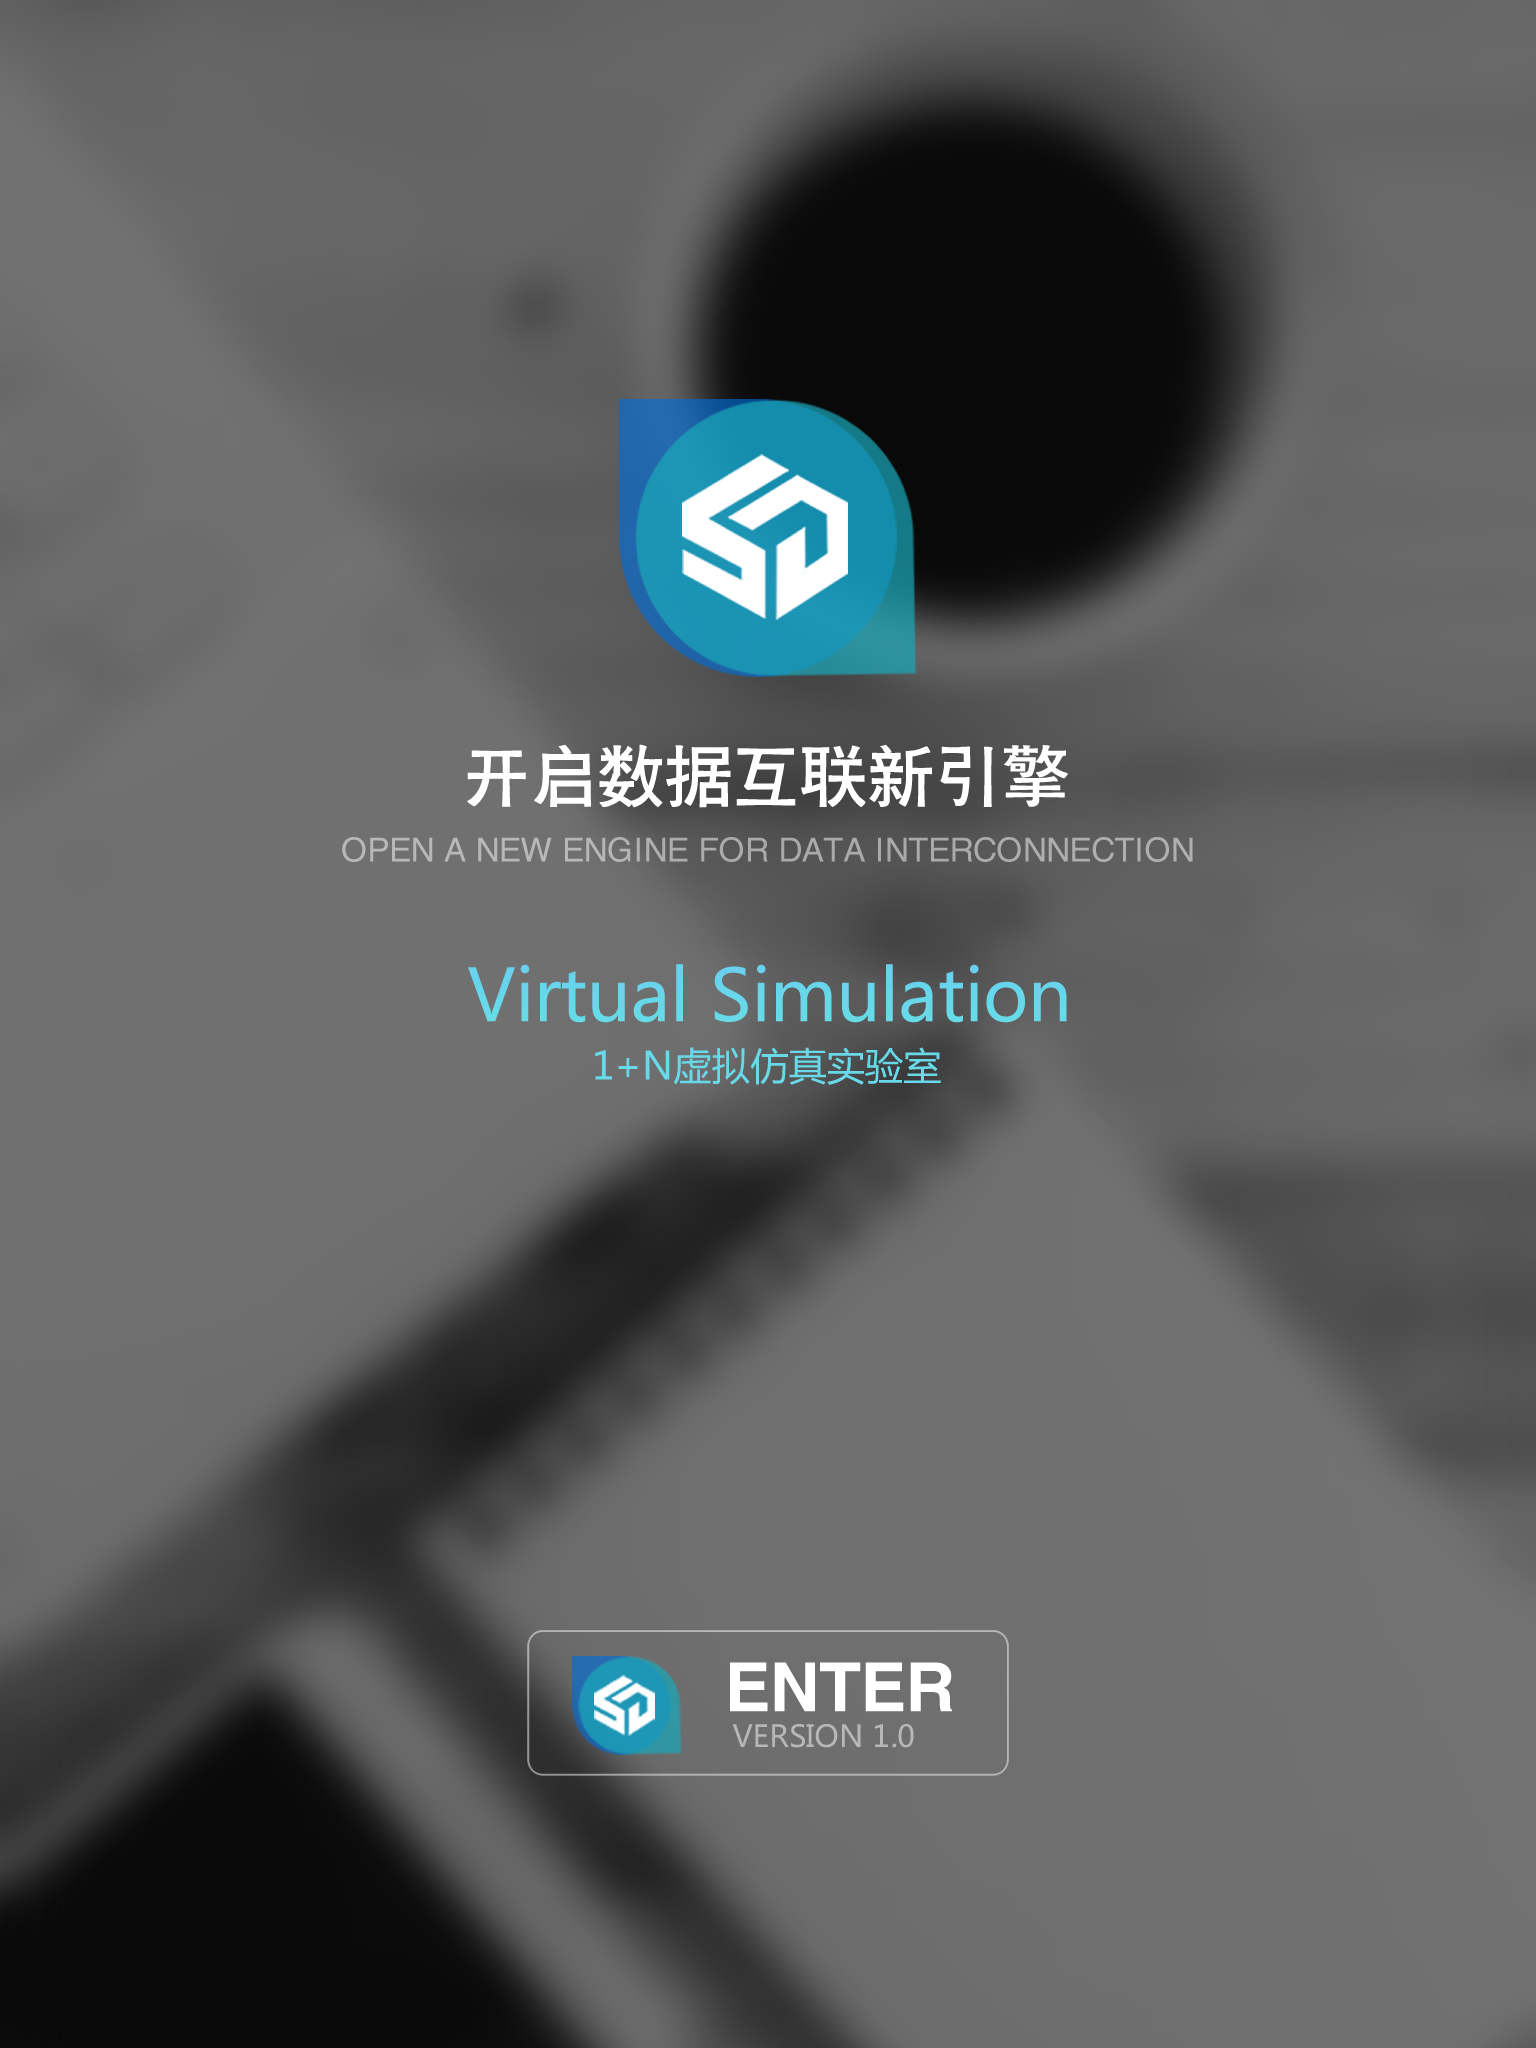 开启数据互联新引擎
OPEN A NEW ENGINE FOR DATA INTERCONNECTION
Virtual Simulation
1+N虚拟仿真实验室
ENTER
VERSION 1.0